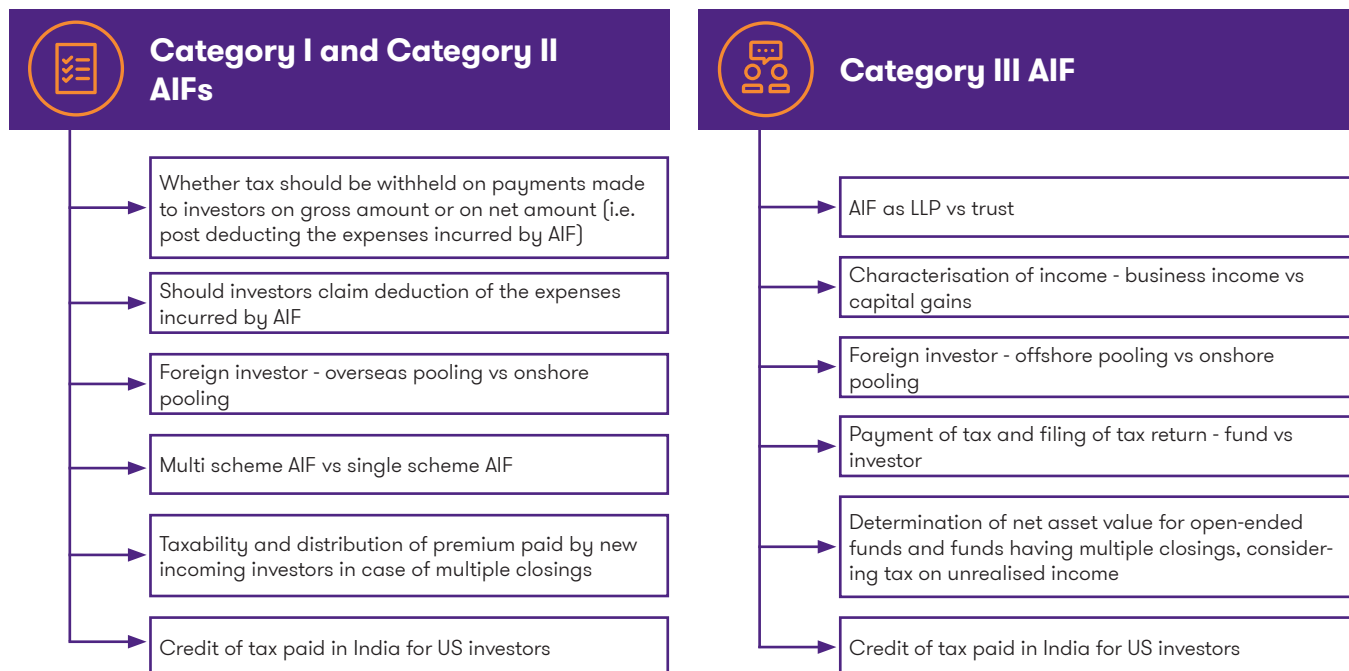 Category I and Category II
AIFs
Whether tax should be withheld on payments made
to investors on gross amount or on net amount (i.e.
post deducting the expenses incurred by AIF)
Should investors claim deduction of the expenses
incurred by AIF
Foreign investor - overseas pooling vs onshore
pooling
Multi scheme AIF vs single scheme AIF
Taxability and distribution of premium paid by new
incoming investors in case of multiple closings
Credit of tax paid in India for US investors
Category III AIF
AIF as LLP vs trust
Characterisation of income - business income vs
capital gains
Foreign investor - offshore pooling vs onshore
pooling
Payment of tax and filing of tax return - fund vs
investor
Determination of net asset value for open-ended
funds and funds having multiple closings, consider-
ing tax on unrealised income
Credit of tax paid in India for US investors